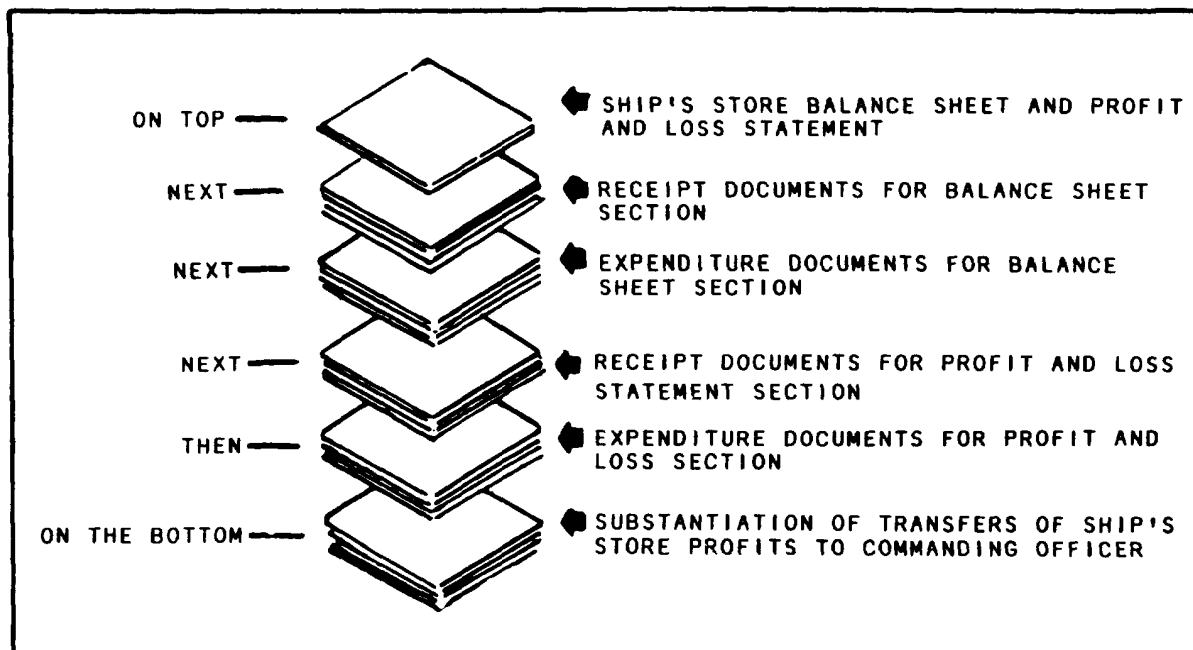 ON TOP
SHIP'S STORE BALANCE SHEET AND PROFIT
AND LOSS STATEMENT
NEXT
RECEIPT DOCUMENTS FOR BALANCE SHEET
SECTION
NEXT
EXPENDITURE DOCUMENTS FOR BALANCE
SHEET SECTION
NEXT
RECEIPT DOCUMENTS FOR PROFIT AND LOSS
STATEMENT SECTION
THEN
EXPENDITURE DOCUMENTS FOR PROFIT AND
LOSS SECTION
ON THE BOTTOM
SUBSTANTIATION OF TRANSFERS OF SHIP'S
STORE PROFITS TO COMMANDING OFFICER